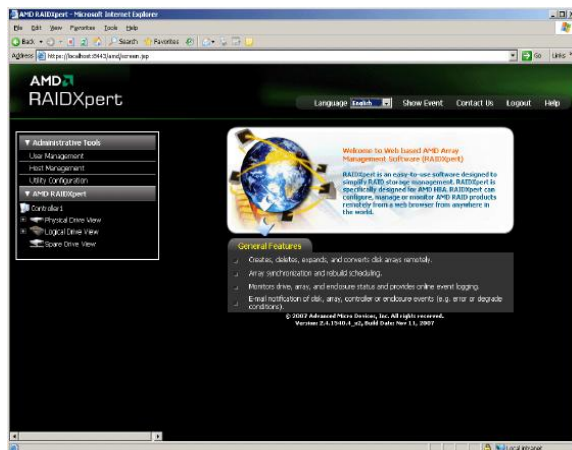 AMD RAIDXpert - Microsoft Internet Explorer
File Edit View Favorites Tools Help
Back Search Favorites
Address https://localhost:8443/amd/screen.jsp Go Links
AMD
RAIDXpert
Language English Show Event Contact Us Logout Help
Administrative Tools
User Management
Host Management
Utility Configuration
AMD RAIDXpert
Controller1
Physical Drive View
Logical Drive View
Spare Drive View
Welcome to Web based AMD Array
Management Software (RAIDXpert)
RAIDXpert is an easy-to-use software designed to
simplify RAID storage management. RAIDXpert is
specifically designed for AMD HBA. RAIDXpert can
configure, manage or monitor AMD RAID products
remotely from a web browser from anywhere in
the world.
General Features
Creates, deletes, expands, and converts disk arrays remotely.
Array synchronization and rebuild scheduling.
Monitors drive, array, and enclosure status and provides online event logging.
E-mail notification of disk, array, controller or enclosure events (e.g. error or degrade
conditions).
© 2007 Advanced Micro Devices, Inc. All rights reserved.
Version: 2.4.1540.4_s2, Build Date: Nov 11, 2007
Local intranet